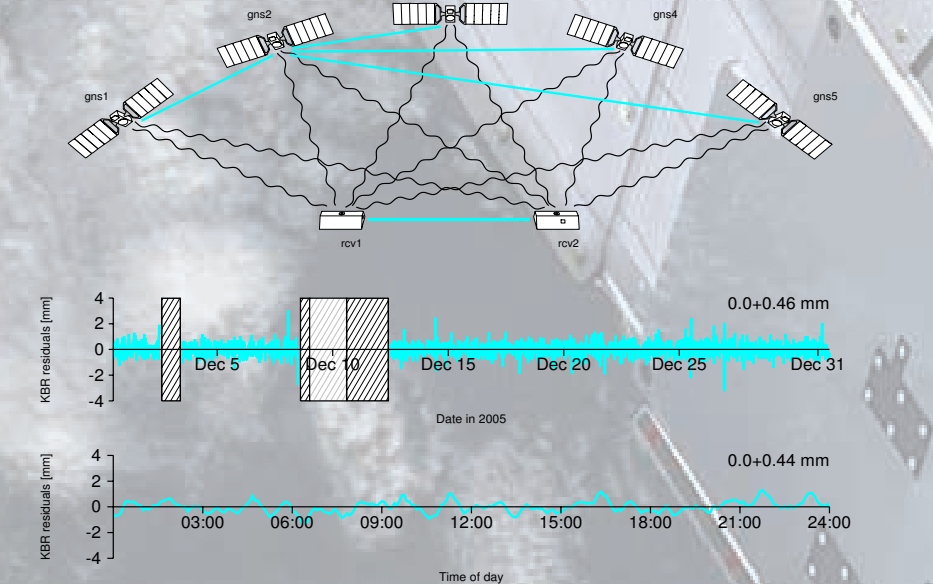 gns2
gns4
gns1
gns5
rcv1
rcv2
KBR residuals [mm]
4
2
0
-2
-4
0.0+0.46 mm
Dec 5
Dec 10
Dec 15
Dec 20
Dec 25
Dec 31
Date in 2005
KBR residuals [mm]
4
2
0
-2
-4
0.0+0.44 mm
03:00
06:00
09:00
12:00
15:00
18:00
21:00
24:00
Time of day